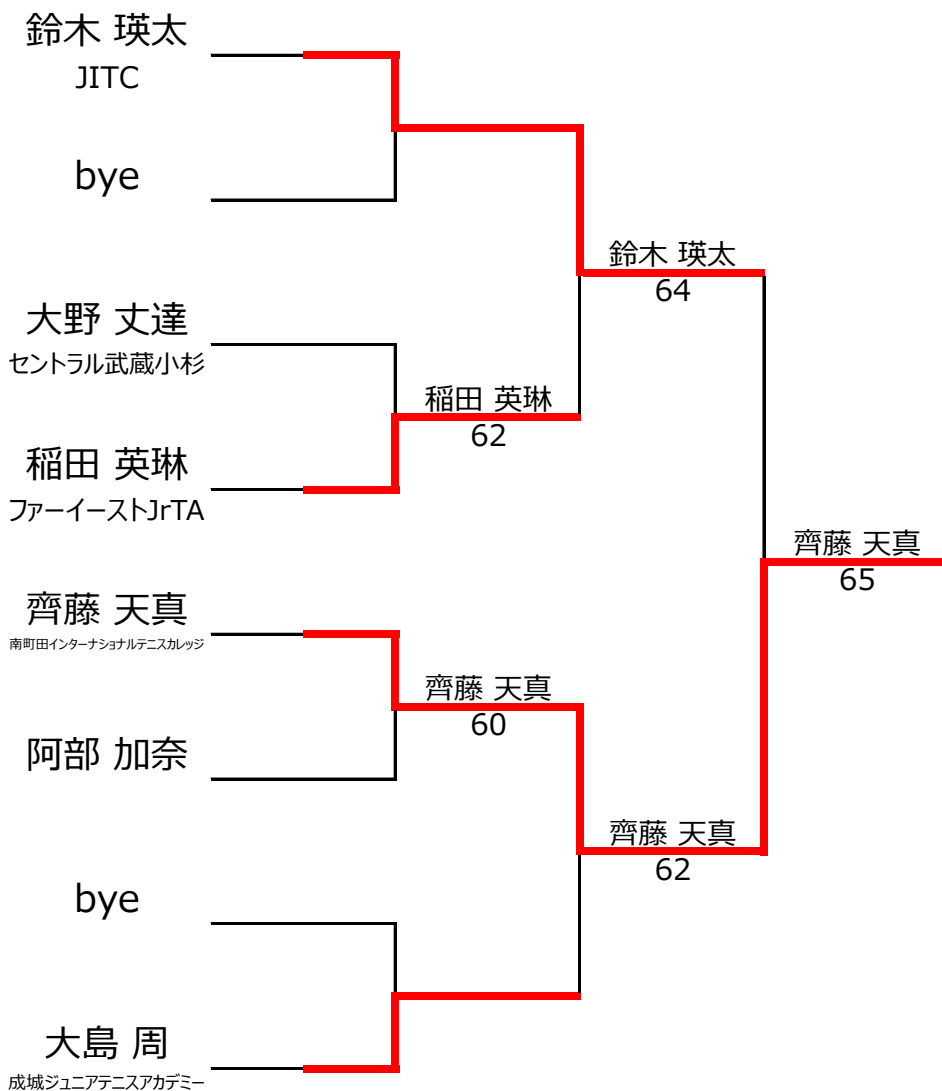 鈴木 瑛太
JITC
bye
大野 丈達
セントラル武蔵小杉
稲田 英琳
ファーイーストJrTA
齊藤 天真
南町田インターナショナルテニスカレッジ
阿部 加奈
bye
大島 周
成城ジュニアテニスアカデミー
稲田 英琳
62
齊藤 天真
60
鈴木 瑛太
64
齊藤 天真
62
齊藤 天真
65